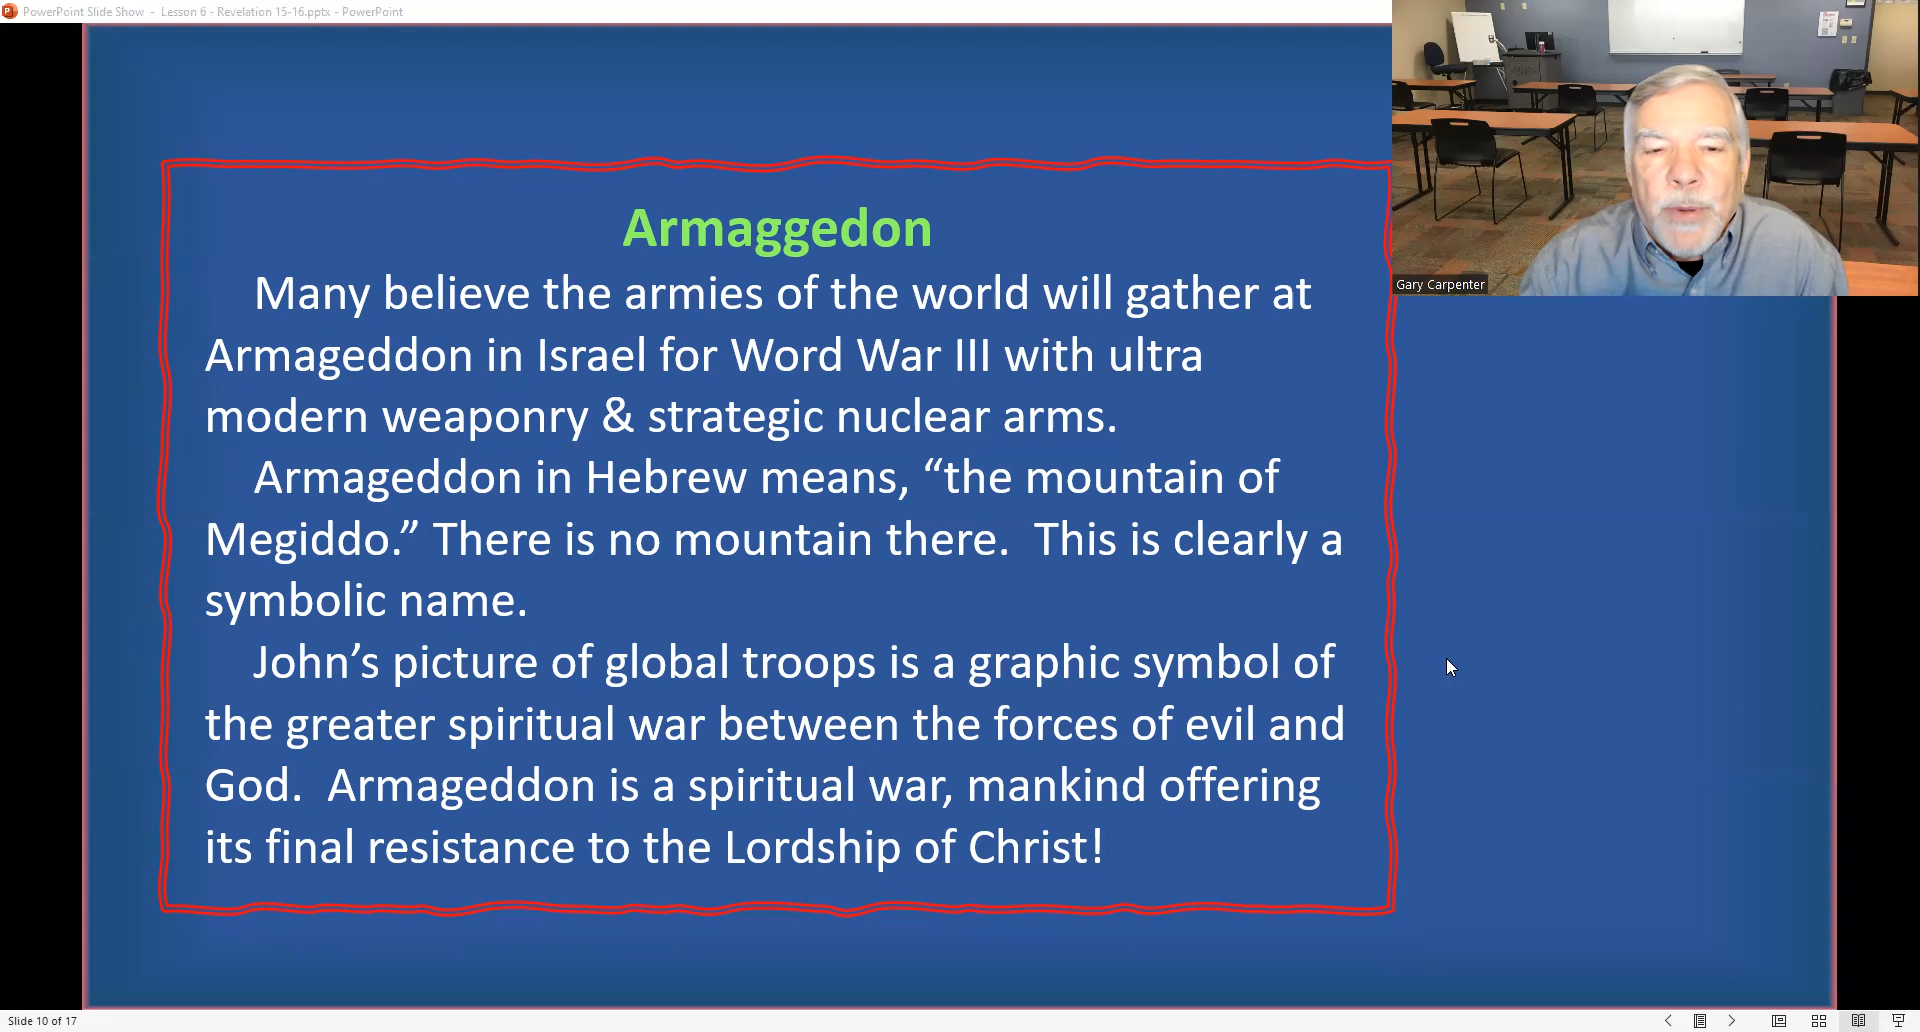 PowerPoint Slide Show - Lesson 6 - Revelation 15-16.pptx - PowerPoint
Armaggedon
Many believe the armies of the world will gather at
Armageddon in Israel for Word War III with ultra
modern weaponry & strategic nuclear arms.
Armageddon in Hebrew means, “the mountain of
Megiddo.” There is no mountain there.  This is clearly a
symbolic name.
John’s picture of global troops is a graphic symbol of
the greater spiritual war between the forces of evil and
God.  Armageddon is a spiritual war, mankind offering
its final resistance to the Lordship of Christ!
Gary Carpenter
Slide 10 of 17